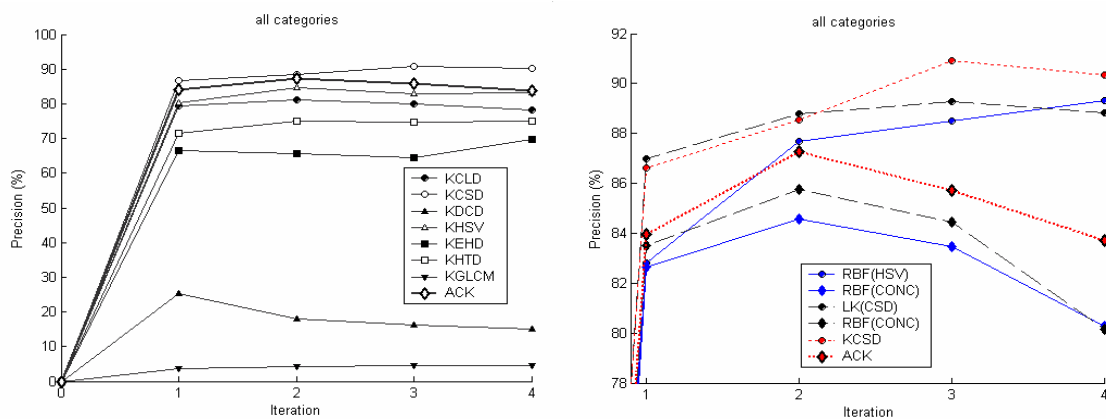 all categories
100
90
80
70
60
50
40
30
20
10
0
Precision (%)
0 1 2 3 4
Iteration
KCLD
KCSD
KDCD
KHSV
KEHD
KHTD
KGLCM
ACK
all categories
92
90
88
86
84
82
80
78
Precision (%)
1 2 3 4
Iteration
RBF(HSV)
RBF(CONC)
LK(CSD)
RBF(CONC)
KCSD
ACK